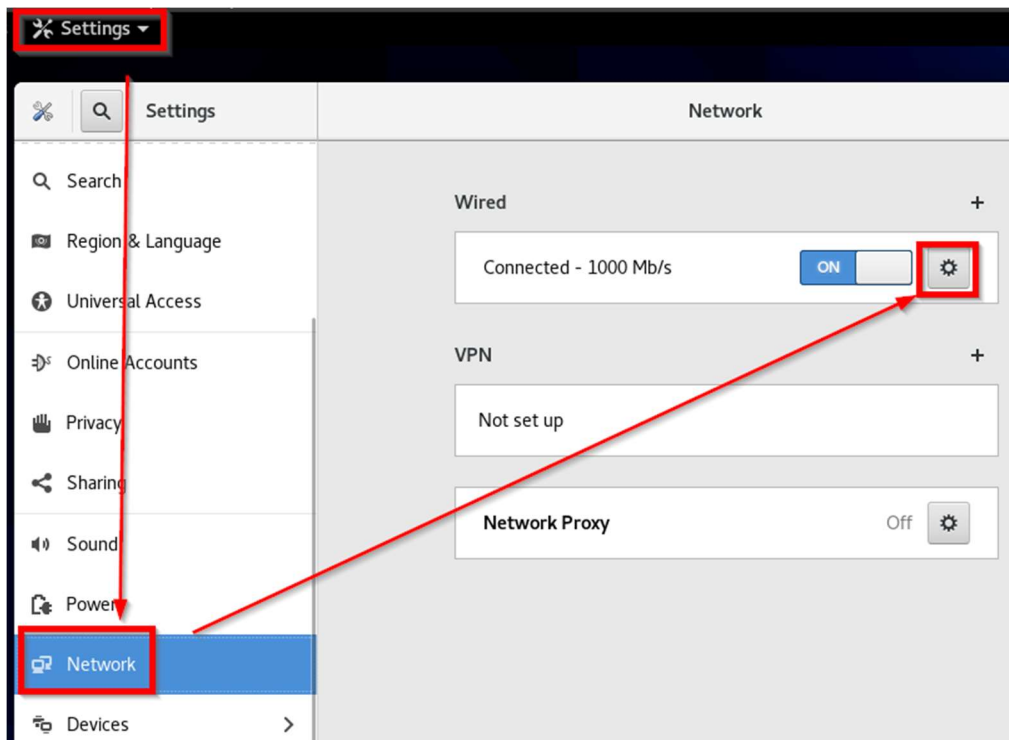 Settings
Settings
Network
Search
Region & Language
Universal Access
Online Accounts
Privacy
Sharing
Sound
Power
Network
Devices
Wired
Connected - 1000 Mb/s
ON
VPN
Not set up
Network Proxy
Off